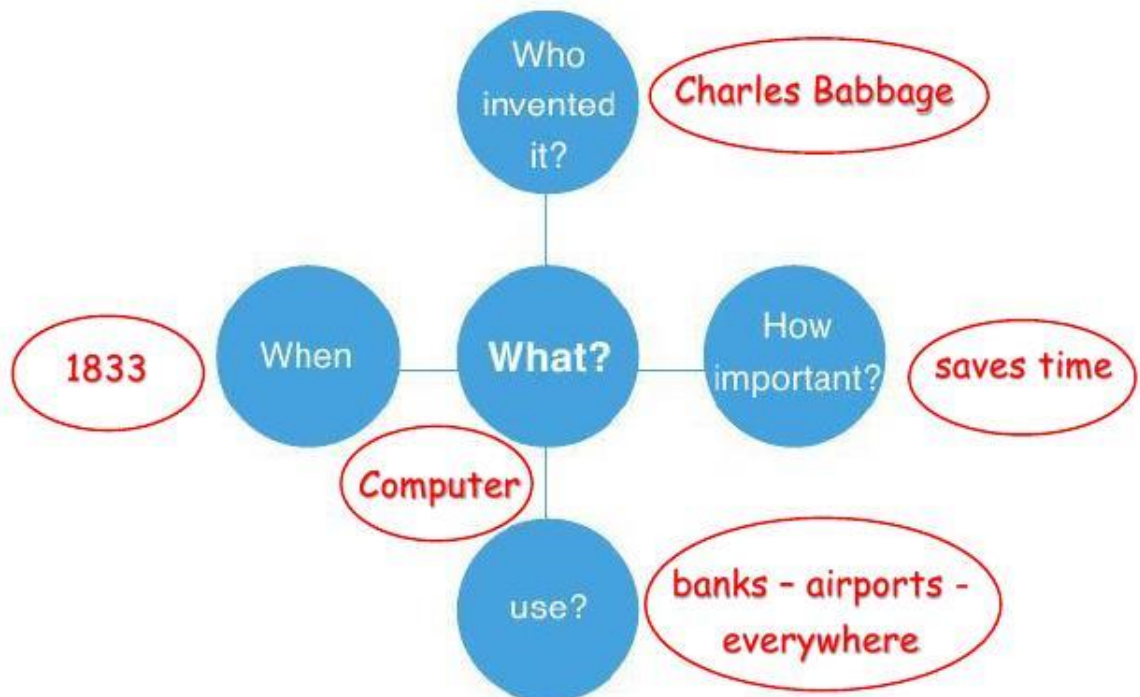 Who
invented
it?
Charles Babbage
1833
When
What?
How
important?
saves time
Computer
use?
banks - airports -
everywhere